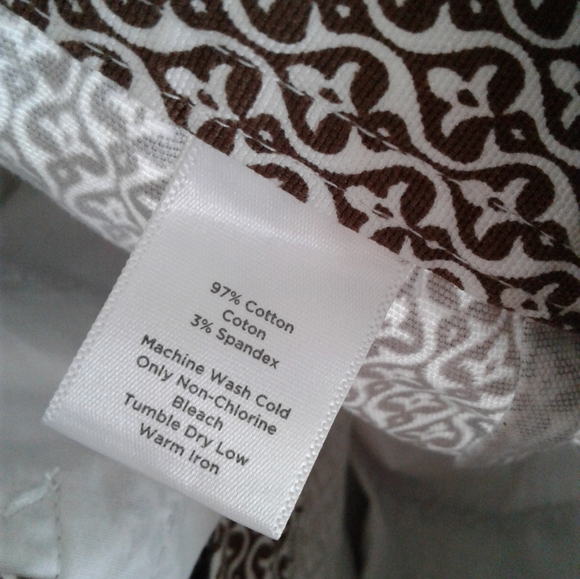 97% Cotton
Coton
3% Spandex
Machine Wash Cold
Only Non-Chlorine
Bleach
Tumble Dry Low
Warm Iron